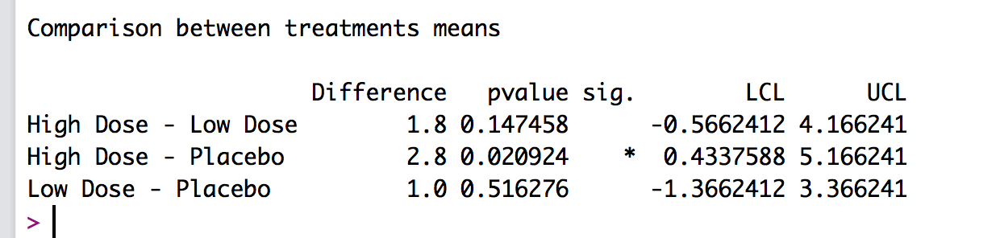 Comparison between treatments means
Difference pvalue sig. LCL UCL
High Dose - Low Dose 1.8 0.147458 -0.5662412 4.166241
High Dose - Placebo 2.8 0.020924 * 0.4337588 5.166241
Low Dose - Placebo 1.0 0.516276 -1.3662412 3.366241
>